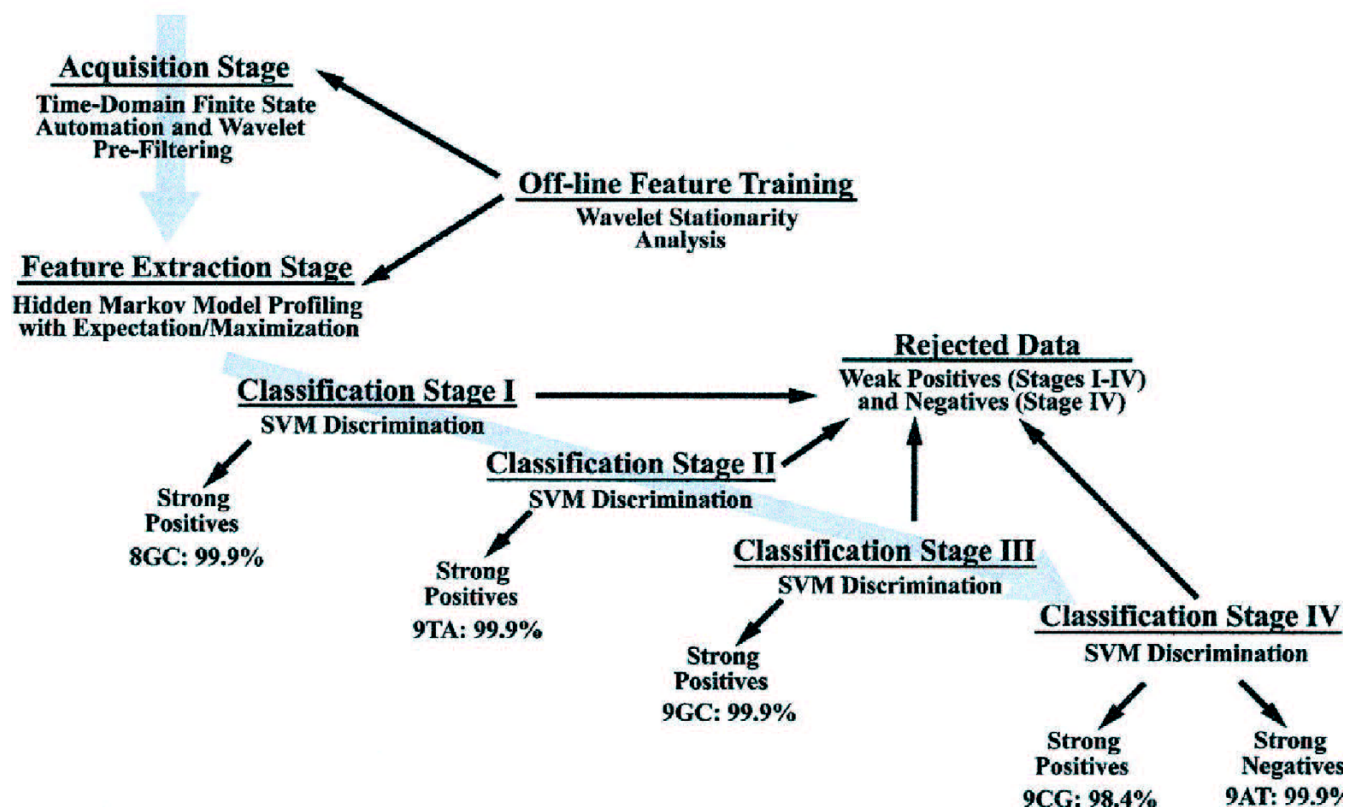 Acquisition Stage
Time-Domain Finite State
Automation and Wavelet
Pre-Filtering
Off-line Feature Training
Wavelet Stationarity
Analysis
Feature Extraction Stage
Hidden Markov Model Profiling
with Expectation/Maximization
Rejected Data
Weak Positives (Stages I-IV)
and Negatives (Stage IV)
Classification Stage I
SVM Discrimination
Strong
Positives
8GC: 99.9%
Classification Stage II
SVM Discrimination
Strong
Positives
9TA: 99.9%
Classification Stage III
SVM Discrimination
Strong
Positives
9GC: 99.9%
Classification Stage IV
SVM Discrimination
Strong
Positives
9CG: 98.4%
Strong
Negatives
9AT: 99.9%